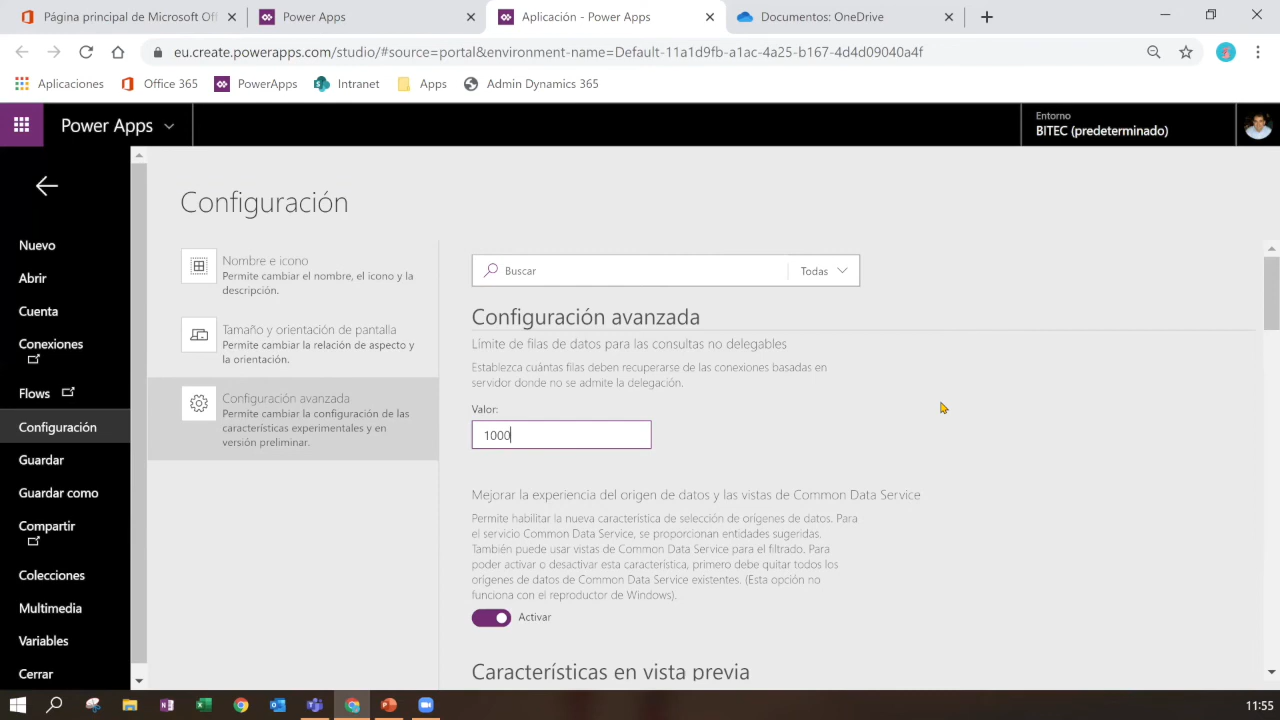 Página principal de Microsoft Off
Power Apps
Aplicación - Power Apps
Documentos: OneDrive
eu.create.powerapps.com/studio/#source=portal&environment-name=Default-11a1d9fb-a1ac-4a25-b167-4d4d09040a4f
Aplicaciones
Office 365
PowerApps
Intranet
Apps
Admin Dynamics 365
Power Apps
Entorno
BITEC (predeterminado)
Nuevo
Abrir
Cuenta
Conexiones
Flows
Configuración
Guardar
Guardar como
Compartir
Colecciones
Multimedia
Variables
Cerrar
Configuración
Nombre e icono
Permite cambiar el nombre, el icono y la
descripción.
Tamaño y orientación de pantalla
Permite cambiar la relación de aspecto y
la orientación.
Configuración avanzada
Permite cambiar la configuración de las
características experimentales y en
versión preliminar.
Buscar
Todas
Configuración avanzada
Límite de filas de datos para las consultas no delegables
Establezca cuántas filas deben recuperarse de las conexiones basadas en
servidor donde no se admite la delegación.
Valor:
1000
Mejorar la experiencia del origen de datos y las vistas de Common Data Service
Permite habilitar la nueva característica de selección de orígenes de datos. Para
el servicio Common Data Service, se proporcionan entidades sugeridas.
También puede usar vistas de Common Data Service para el filtrado. Para
poder activar o desactivar esta característica, primero debe quitar todos los
orígenes de datos de Common Data Service existentes. (Esta opción no
funciona con el reproductor de Windows).
Activar
Características en vista previa
11:55